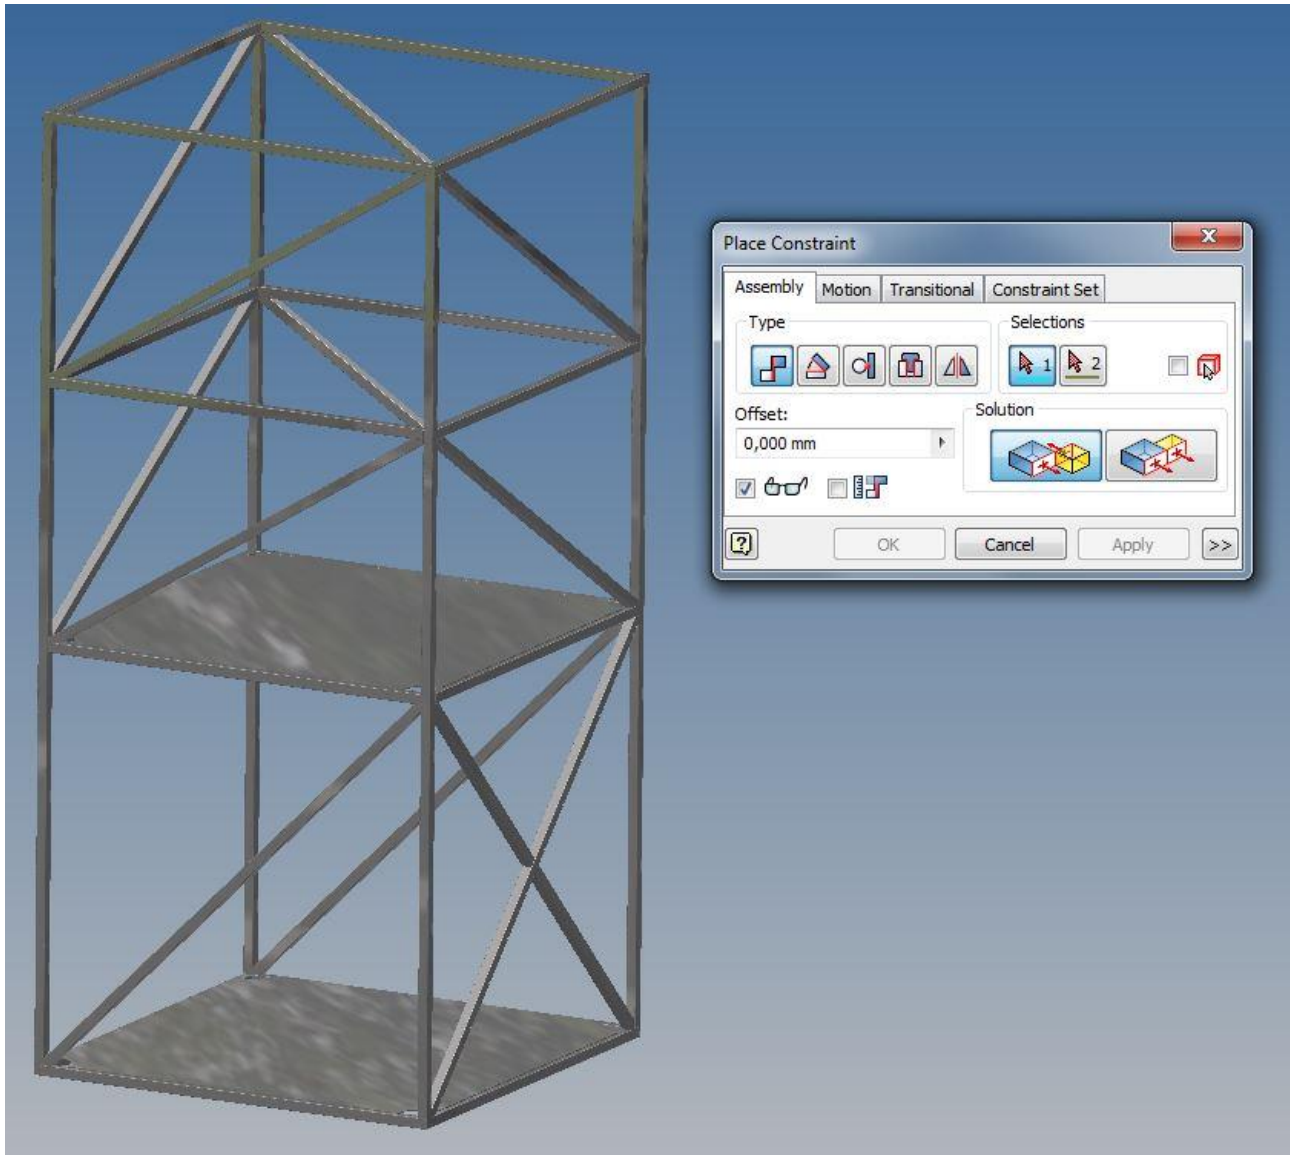 Place Constraint
Assembly Motion Transitional Constraint Set
Type Selections
1 2
Offset: Solution
0,000 mm
? OK Cancel Apply >>